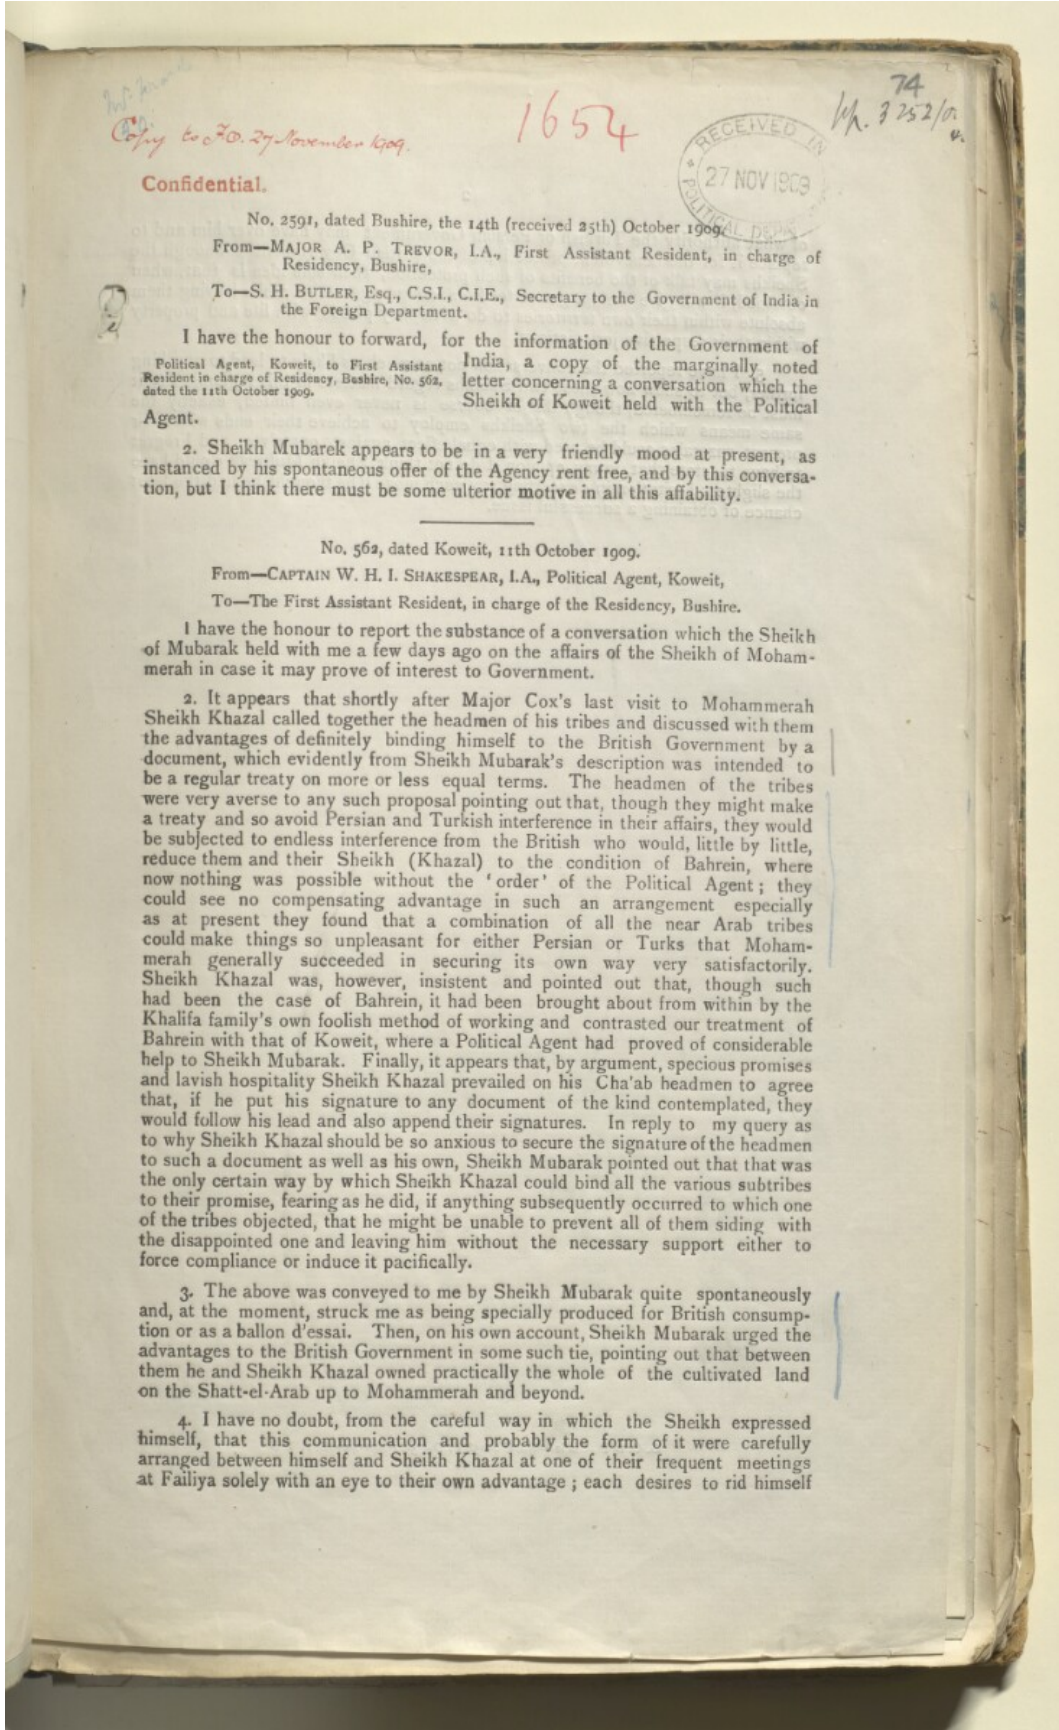 74
1654
Copy to F.O. 27 November 1909.
RECEIVED IN
27 NOV 1909
POLITICAL DEPT
Confidential.
No. 2591, dated Bushire, the 14th (received 25th) October 1909.
From—MAJOR A. P. TREVOR, I.A., First Assistant Resident, in charge of
Residency, Bushire,
To—S. H. BUTLER, Esq., C.S.I., C.I.E., Secretary to the Government of India in
the Foreign Department.
I have the honour to forward, for the information of the Government of
India, a copy of the marginally noted
letter concerning a conversation which the
Sheikh of Koweit held with the Political
Political Agent, Koweit, to First Assistant
Resident in charge of Residency, Bushire, No. 562,
dated the 11th October 1909.
Agent.
2. Sheikh Mubarek appears to be in a very friendly mood at present, as
instanced by his spontaneous offer of the Agency rent free, and by this conversa-
tion, but I think there must be some ulterior motive in all this affability.
No. 562, dated Koweit, 11th October 1909.
From—CAPTAIN W. H. I. SHAKESPEAR, I.A., Political Agent, Koweit,
To—The First Assistant Resident, in charge of the Residency, Bushire.
I have the honour to report the substance of a conversation which the Sheikh
of Mubarak held with me a few days ago on the affairs of the Sheikh of Moham-
merah in case it may prove of interest to Government.
2. It appears that shortly after Major Cox's last visit to Mohammerah
Sheikh Khazal called together the headmen of his tribes and discussed with them
the advantages of definitely binding himself to the British Government by a
document, which evidently from Sheikh Mubarak's description was intended to
be a regular treaty on more or less equal terms. The headmen of the tribes
were very averse to any such proposal pointing out that, though they might make
a treaty and so avoid Persian and Turkish interference in their affairs, they would
be subjected to endless interference from the British who would, little by little,
reduce them and their Sheikh (Khazal) to the condition of Bahrein, where
now nothing was possible without the 'order' of the Political Agent; they
could see no compensating advantage in such an arrangement especially
as at present they found that a combination of all the near Arab tribes
could make things so unpleasant for either Persian or Turks that Moham-
merah generally succeeded in securing its own way very satisfactorily.
Sheikh Khazal was, however, insistent and pointed out that, though such
had been the case of Bahrein, it had been brought about from within by the
Khalifa family's own foolish method of working and contrasted our treatment of
Bahrein with that of Koweit, where a Political Agent had proved of considerable
help to Sheikh Mubarak. Finally, it appears that, by argument, specious promises
and lavish hospitality Sheikh Khazal prevailed on his Cha'ab headmen to agree
that, if he put his signature to any document of the kind contemplated, they
would follow his lead and also append their signatures. In reply to my query as
to why Sheikh Khazal should be so anxious to secure the signature of the headmen
to such a document as well as his own, Sheikh Mubarak pointed out that that was
the only certain way by which Sheikh Khazal could bind all the various subtribes
to their promise, fearing as he did, if anything subsequently occurred to which one
of the tribes objected, that he might be unable to prevent all of them siding with
the disappointed one and leaving him without the necessary support either to
force compliance or induce it pacifically.
3. The above was conveyed to me by Sheikh Mubarak quite spontaneously
and, at the moment, struck me as being specially produced for British consump-
tion or as a ballon d'essai. Then, on his own account, Sheikh Mubarak urged the
advantages to the British Government in some such tie, pointing out that between
them he and Sheikh Khazal owned practically the whole of the cultivated land
on the Shatt-el-Arab up to Mohammerah and beyond.
4. I have no doubt, from the careful way in which the Sheikh expressed
himself, that this communication and probably the form of it were carefully
arranged between himself and Sheikh Khazal at one of their frequent meetings
at Failiya solely with an eye to their own advantage; each desires to rid himself